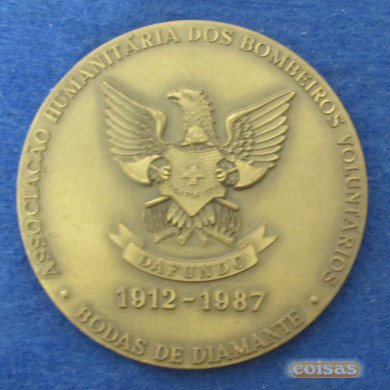 ASSOCIAÇÃO HUMANITÁRIA DOS BOMBEIROS VOLUNTÁRIOS
DAFUNDO
1912-1987
• BODAS DE DIAMANTE •
coisas